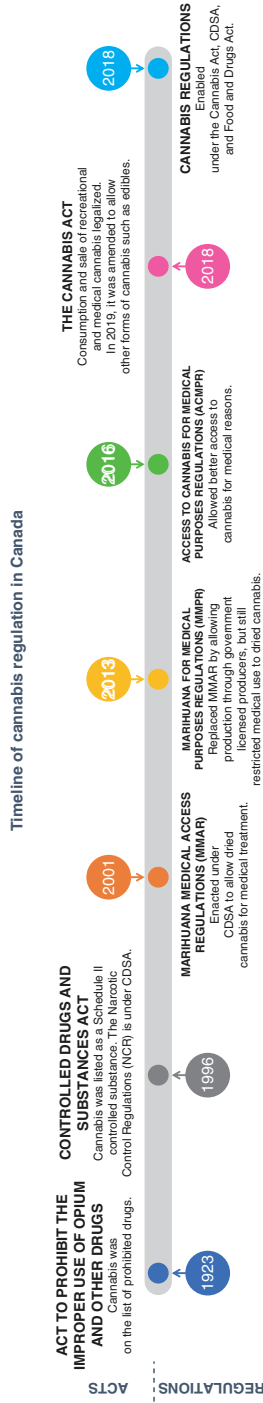 Timeline of cannabis regulation in Canada
ACTS
REGULATIONS
ACT TO PROHIBIT THE
IMPROPER USE OF OPIUM
AND OTHER DRUGS
Cannabis was
on the list of prohibited drugs.
1923
CONTROLLED DRUGS AND
SUBSTANCES ACT
Cannabis was listed as a Schedule II
controlled substance. The Narcotic
Control Regulations (NCR) is under CDSA.
1996
2001
MARIHUANA MEDICAL ACCESS
REGULATIONS (MMAR)
Enacted under
CDSA to allow dried
cannabis for medical treatment.
2013
MARIHUANA FOR MEDICAL
PURPOSES REGULATIONS (MMPR)
Replaced MMAR by allowing
production through government
licensed producers, but still
restricted medical use to dried cannabis.
2016
ACCESS TO CANNABIS FOR MEDICAL
PURPOSES REGULATIONS (ACMPR)
Allowed better access to
cannabis for medical reasons.
THE CANNABIS ACT
Consumption and sale of recreational
and medical cannabis legalized.
In 2019, it was amended to allow
other forms of cannabis such as edibles.
2018
2018
CANNABIS REGULATIONS
Enabled
under the Cannabis Act, CDSA,
and Food and Drugs Act.